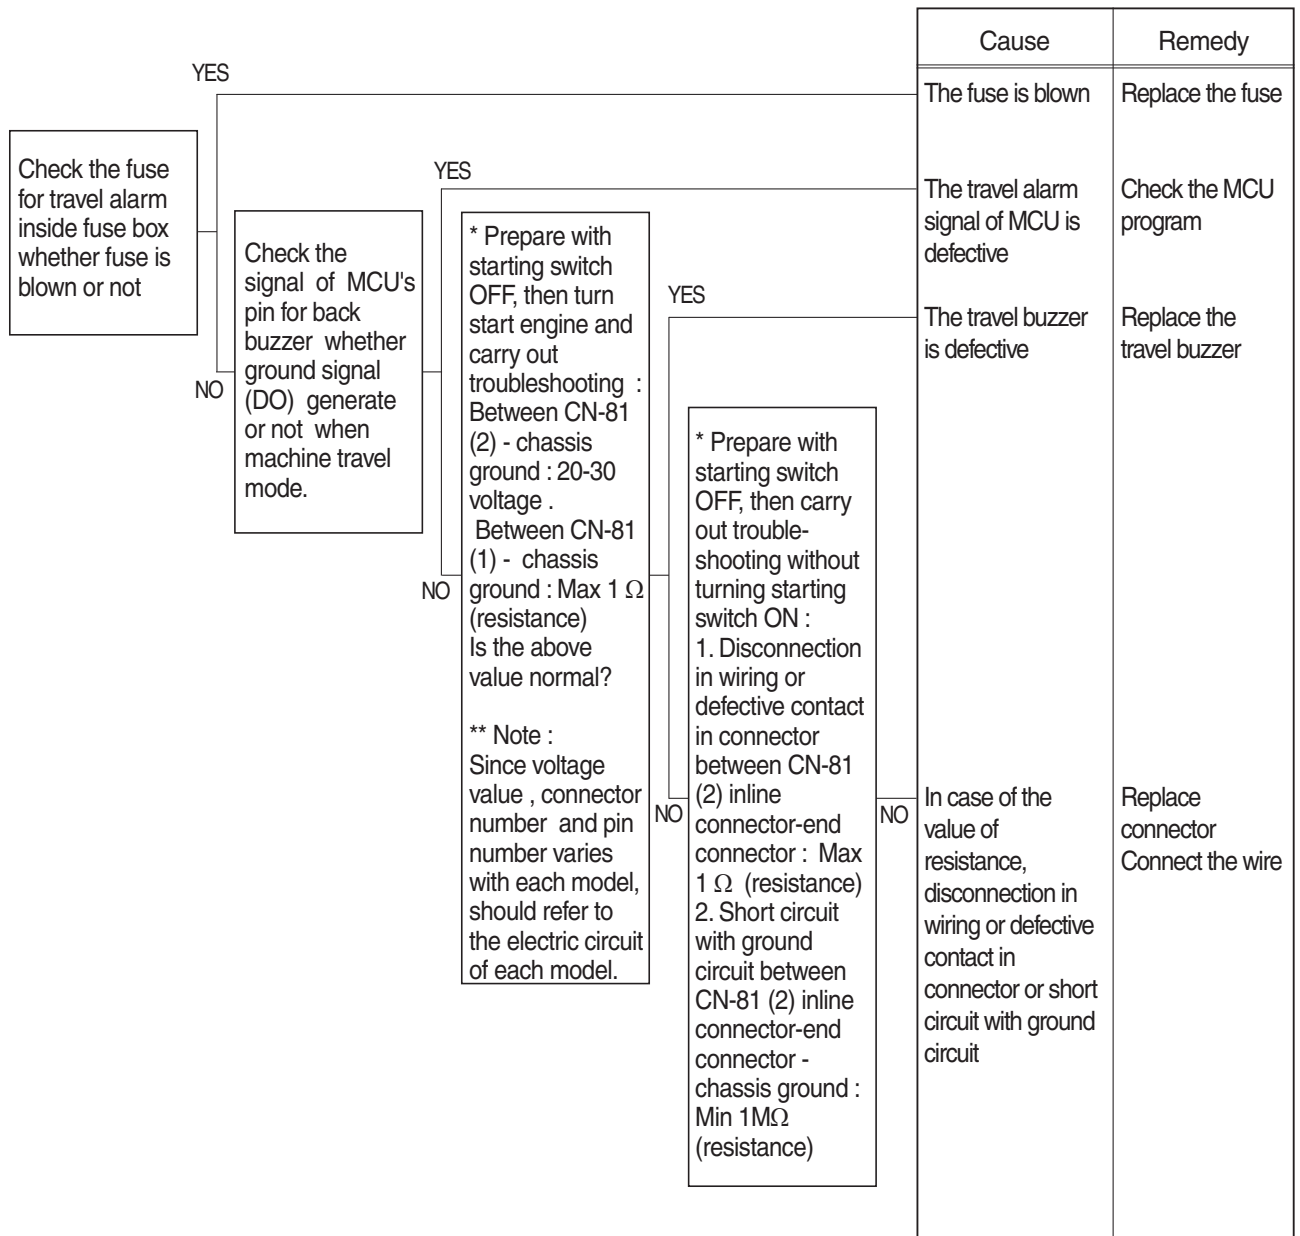 Cause
Remedy
YES
The fuse is blown
Replace the fuse
Check the fuse
for travel alarm
inside fuse box
whether fuse is
blown or not
NO
Check the
signal of MCU's
pin for back
buzzer whether
ground signal
(DO) generate
or not when
machine travel
mode.
YES
The travel alarm
signal of MCU is
defective
Check the MCU
program
NO
* Prepare with
starting switch
OFF, then turn
start engine and
carry out
troubleshooting :
Between CN-81
(2) - chassis
ground : 20-30
voltage .
Between CN-81
(1) - chassis
ground : Max 1 Ω
(resistance)
Is the above
value normal?
** Note :
Since voltage
value , connector
number and pin
number varies
with each model,
should refer to
the electric circuit
of each model.
YES
The travel buzzer
is defective
Replace the
travel buzzer
NO
* Prepare with
starting switch
OFF, then carry
out trouble-
shooting without
turning starting
switch ON :
1. Disconnection
in wiring or
defective contact
in connector
between CN-81
(2) inline
connector-end
connector : Max
1 Ω (resistance)
2. Short circuit
with ground
circuit between
CN-81 (2) inline
connector-end
connector -
chassis ground :
Min 1MΩ
(resistance)
NO
In case of the
value of
resistance,
disconnection in
wiring or defective
contact in
connector or short
circuit with ground
circuit
Replace
connector
Connect the wire